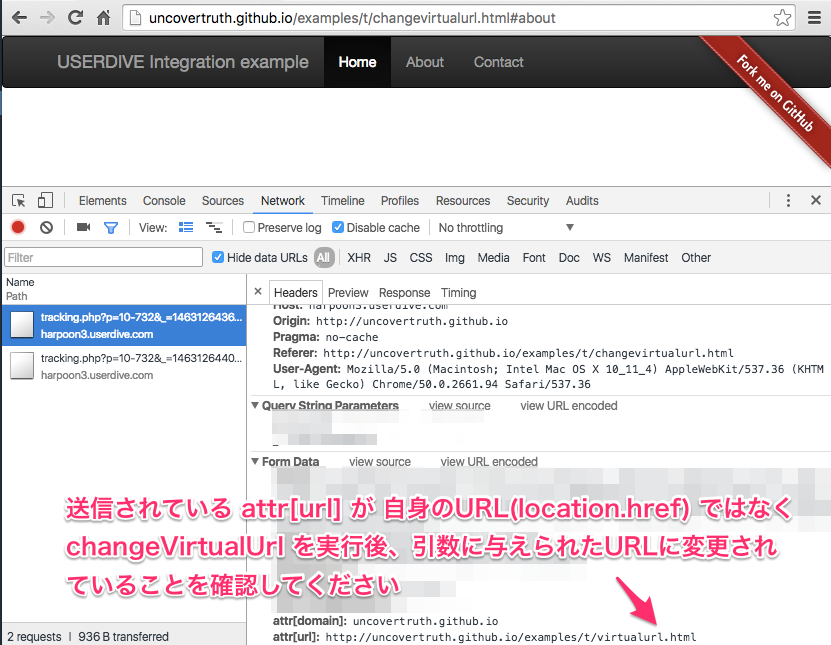 uncovertruth.github.io/examples/t/changevirtualurl.html#about
USERDIVE Integration example Home About Contact
Fork me on GitHub
Elements Console Sources Network Timeline Profiles Resources Security Audits
View: Preserve log Disable cache No throttling
Filter Hide data URLs All XHR JS CSS Img Media Font Doc WS Manifest Other
Name
Path
tracking.php?p=10-732&_=1463126436...
harpoon3.userdive.com
tracking.php?p=10-732&_=1463126440...
harpoon3.userdive.com
Headers Preview Response Timing
Host: harpoon3.userdive.com
Origin: http://uncovertruth.github.io
Pragma: no-cache
Referer: http://uncovertruth.github.io/examples/t/changevirtualurl.html
User-Agent: Mozilla/5.0 (Macintosh; Intel Mac OS X 10_11_4) AppleWebKit/537.36 (KHTM
L, like Gecko) Chrome/50.0.2661.94 Safari/537.36
Query String Parameters view source view URL encoded
Form Data view source view URL encoded
送信されている attr[url] が 自身のURL(location.href) ではなく
changeVirtualUrl を実行後、引数に与えられたURLに変更され
ていることを確認してください
attr[domain]: uncovertruth.github.io
attr[url]: http://uncovertruth.github.io/examples/t/virtualurl.html
2 requests | 936 B transferred